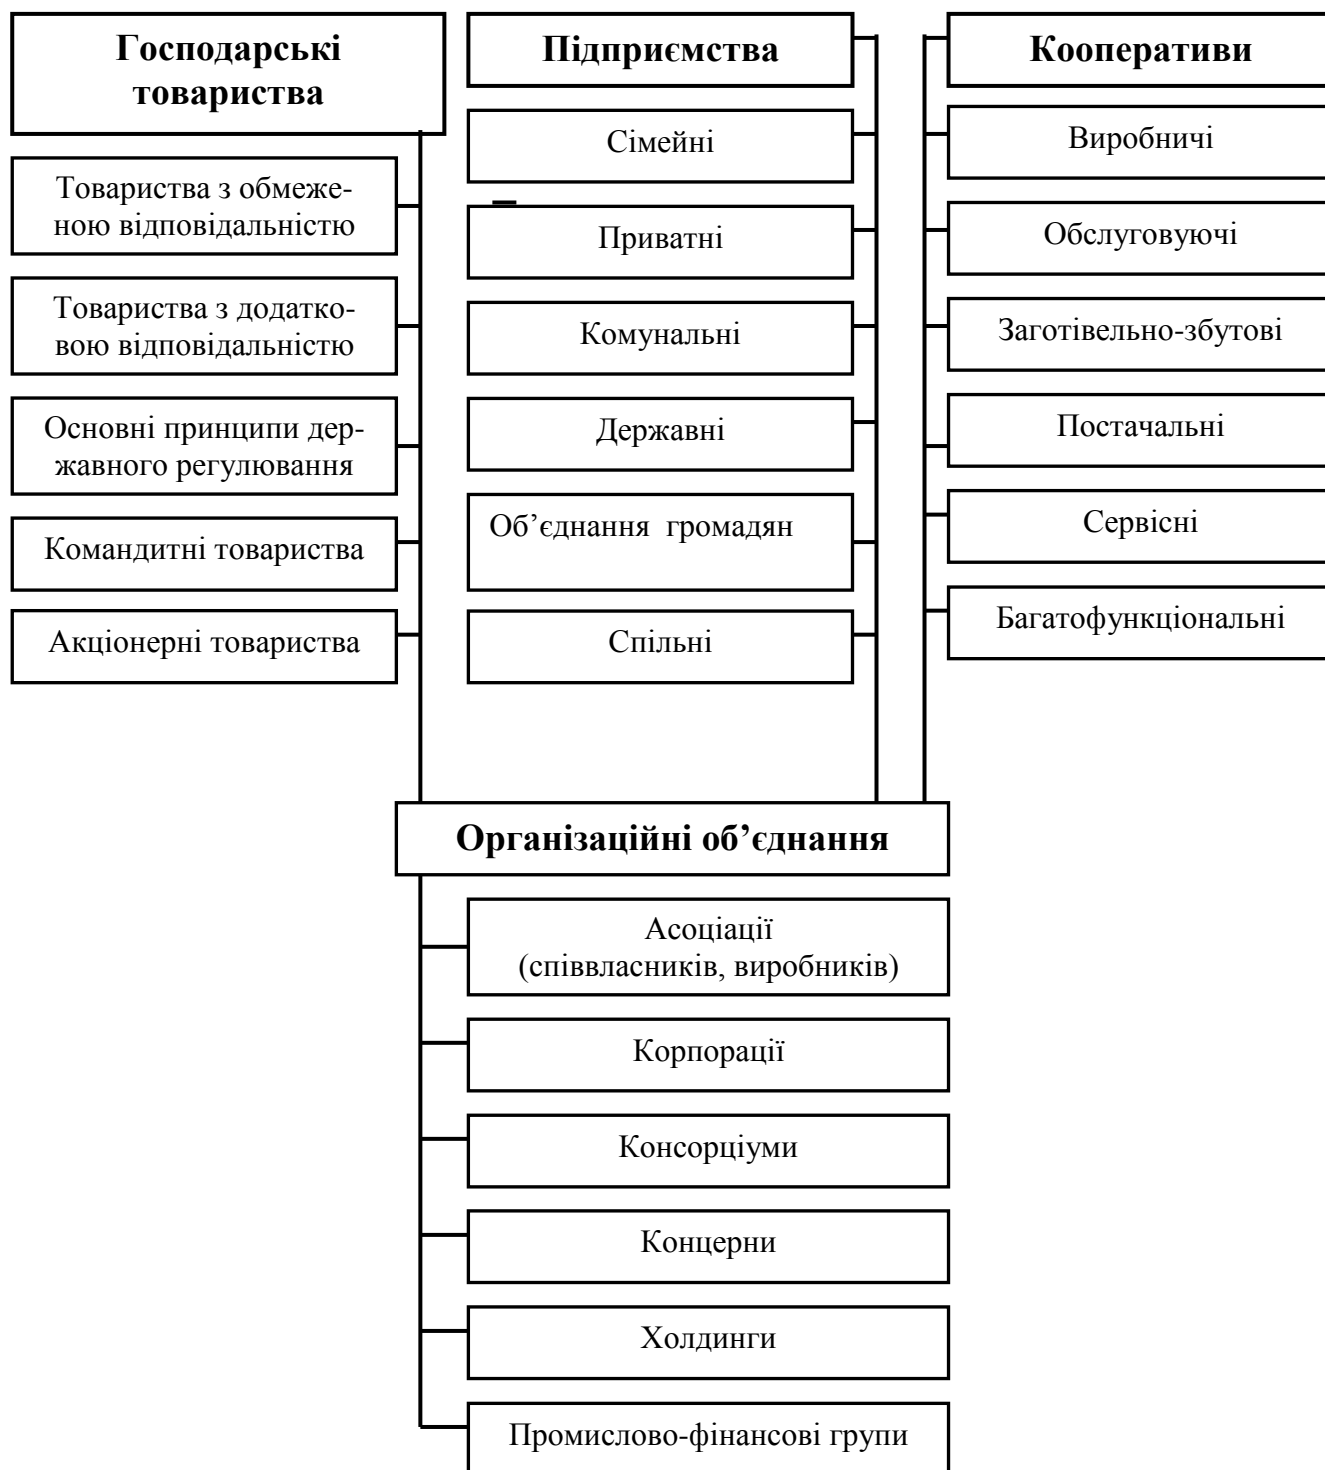 Господарські
товариства
Товариства з обмеже-
ною відповідальністю
Товариства з додатко-
вою відповідальністю
Основні принципи дер-
жавного регулювання
Командитні товариства
Акціонерні товариства
Підприємства
Сімейні
Приватні
Комунальні
Державні
Об’єднання громадян
Спільні
Кооперативи
Виробничі
Обслуговуючі
Заготівельно-збутові
Постачальні
Сервісні
Багатофункціональні
Організаційні об’єднання
Асоціації
(співвласників, виробників)
Корпорації
Консорціуми
Концерни
Холдинги
Промислово-фінансові групи